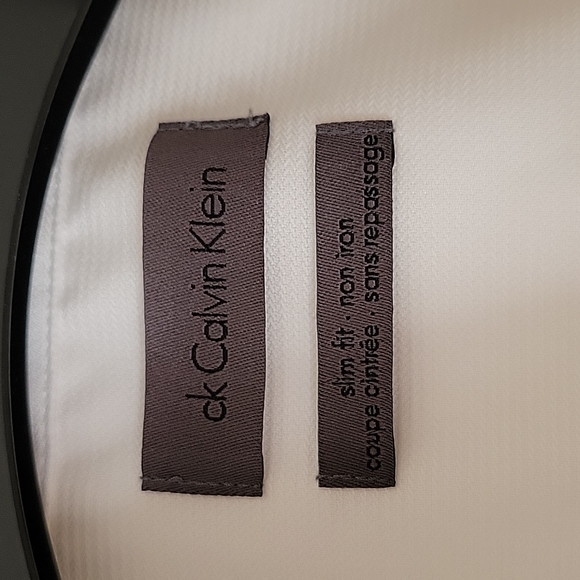 ck Calvin Klein
slim fit · non iron
coupe cintrée · sans repassage